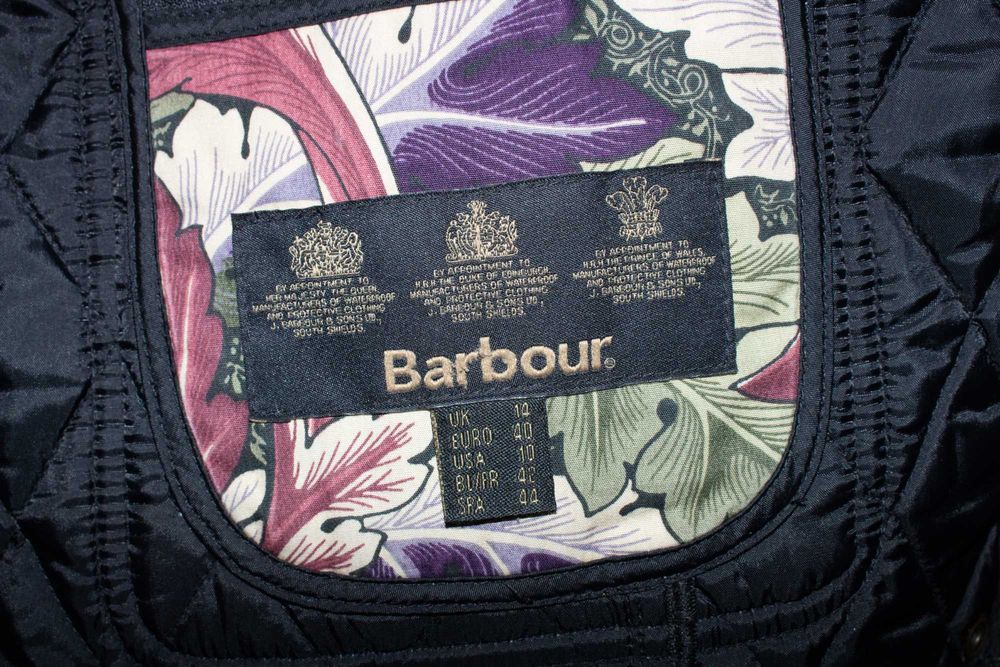 BY APPOINTMENT TO
HER MAJESTY THE QUEEN
MANUFACTURERS OF WATERPROOF
AND PROTECTIVE CLOTHING
J. BARBOUR & SONS LTD.,
SOUTH SHIELDS.
BY APPOINTMENT TO
H.R.H. THE DUKE OF EDINBURGH
MANUFACTURERS OF WATERPROOF
AND PROTECTIVE CLOTHING
J. BARBOUR & SONS LTD.,
SOUTH SHIELDS.
BY APPOINTMENT TO
H.R.H. THE PRINCE OF WALES
MANUFACTURERS OF WATERPROOF
AND PROTECTIVE CLOTHING
J. BARBOUR & SONS LTD.,
SOUTH SHIELDS.
Barbour®
UK 14
EURO 40
USA 10
BL/FR 42
SPA 44